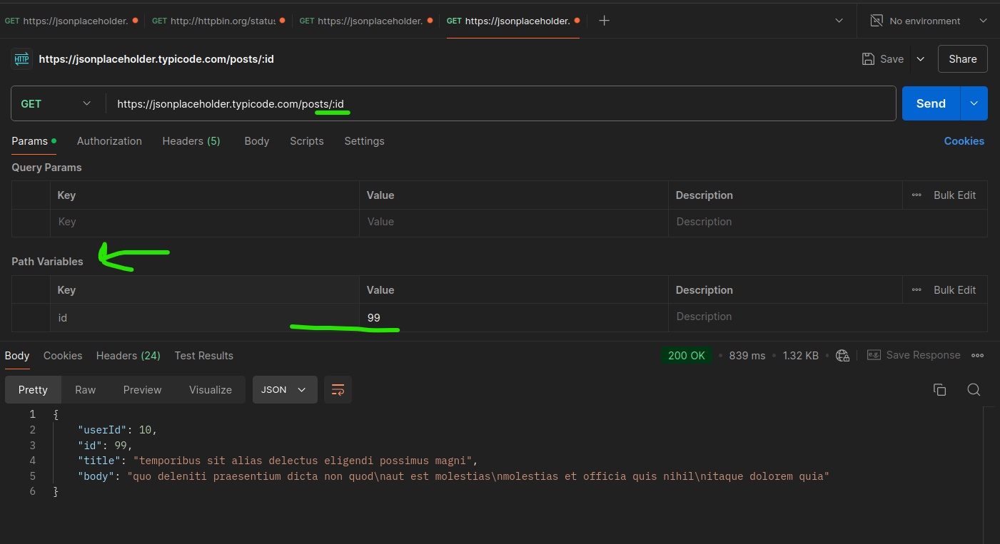 GET https://jsonplaceholder. GET http://httpbin.org/statu GET https://jsonplaceholder. GET https://jsonplaceholder. No environment
HTTP https://jsonplaceholder.typicode.com/posts/:id Save Share
GET https://jsonplaceholder.typicode.com/posts/:id Send
Params Authorization Headers (5) Body Scripts Settings Cookies
Query Params
Key Value Description Bulk Edit
Key Value Description
Path Variables
Key Value Description Bulk Edit
id 99 Description
Body Cookies Headers (24) Test Results 200 OK 839 ms 1.32 KB e.g. Save Response
Pretty Raw Preview Visualize JSON
1 {
2 "userId": 10,
3 "id": 99,
4 "title": "temporibus sit alias delectus eligendi possimus magni",
5 "body": "quo deleniti praesentium dicta non quod\naut est molestias\nmolestias et officia quis nihil\nitaque dolorem quia"
6 }